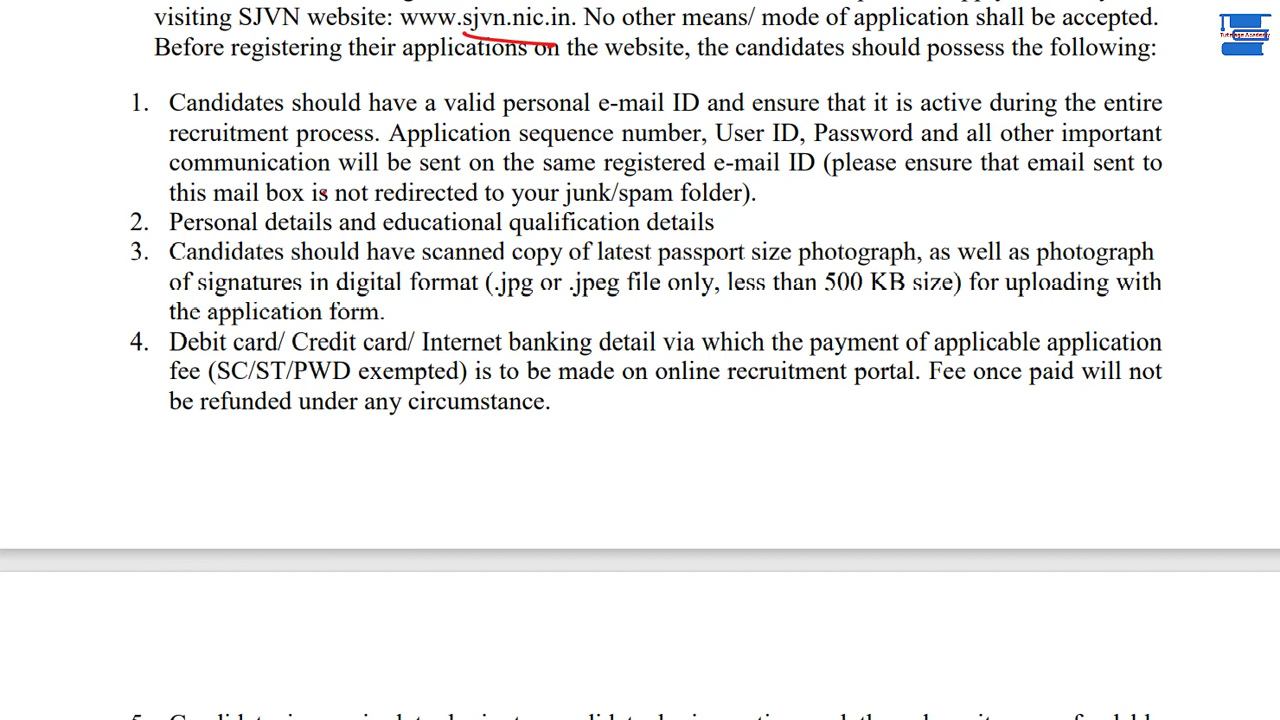 visiting SJVN website: www.sjvn.nic.in. No other means/ mode of application shall be accepted.
Before registering their applications on the website, the candidates should possess the following:
1. Candidates should have a valid personal e-mail ID and ensure that it is active during the entire
recruitment process. Application sequence number, User ID, Password and all other important
communication will be sent on the same registered e-mail ID (please ensure that email sent to
this mail box is not redirected to your junk/spam folder).
2. Personal details and educational qualification details
3. Candidates should have scanned copy of latest passport size photograph, as well as photograph
of signatures in digital format (.jpg or .jpeg file only, less than 500 KB size) for uploading with
the application form.
4. Debit card/ Credit card/ Internet banking detail via which the payment of applicable application
fee (SC/ST/PWD exempted) is to be made on online recruitment portal. Fee once paid will not
be refunded under any circumstance.